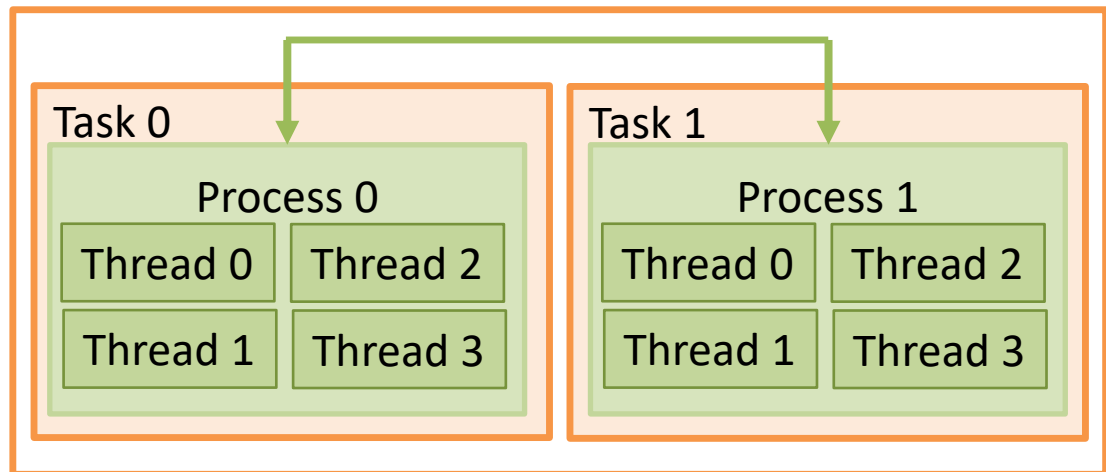 Task 0
Process 0
Thread 0
Thread 2
Thread 1
Thread 3
Task 1
Process 1
Thread 0
Thread 2
Thread 1
Thread 3